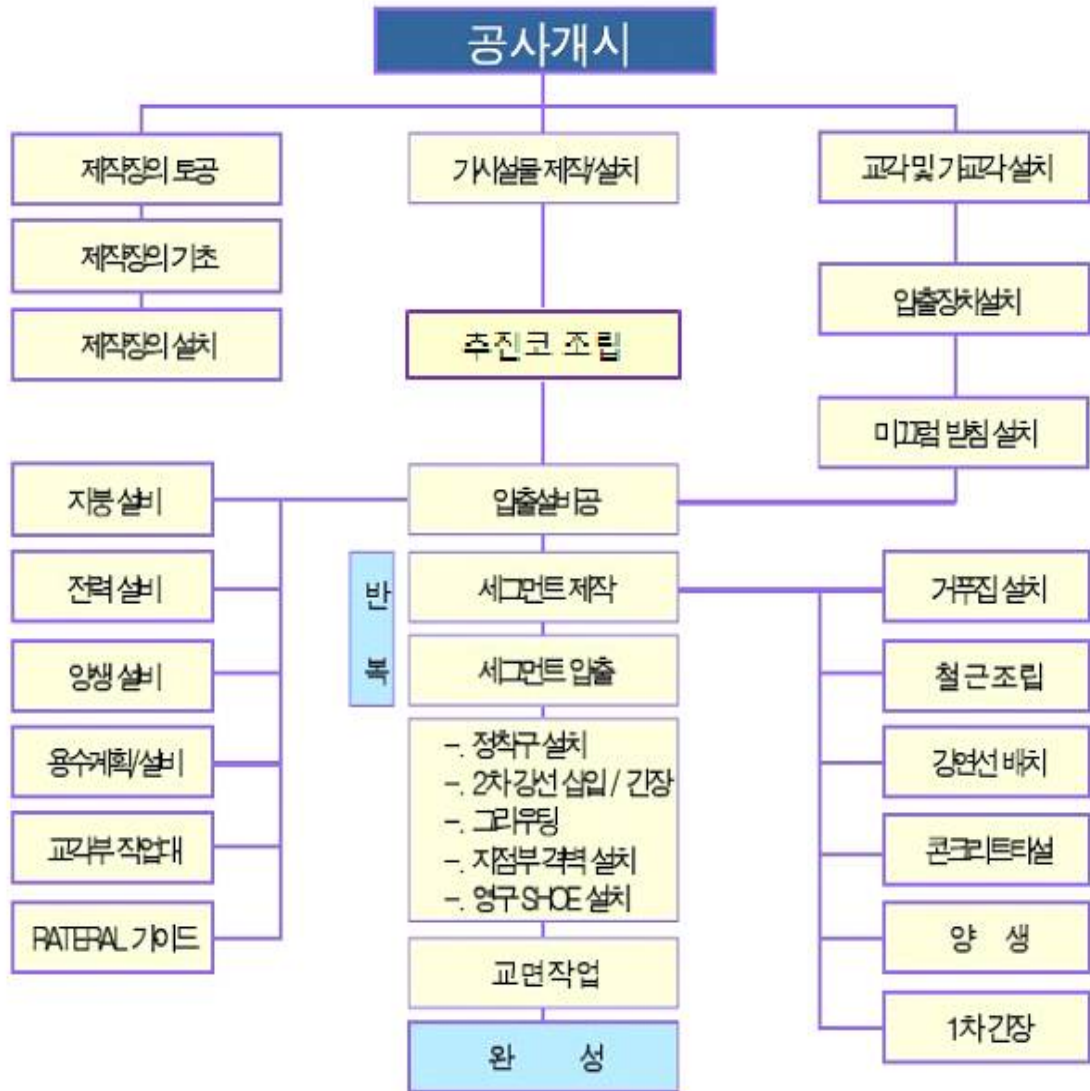 공사개시
제작장의 토공
가시설물 제작/설치
교각 및 가교각 설치
제작장의 기초
압출장치설치
제작장의 설치
추진코 조립
미끄럼 받침 설치
지붕 설비
압출설비공
전력 설비
반
복
세그먼트 제작
거푸집 설치
양생 설비
세그먼트 압출
철근조립
용수계획/설비
-. 정착구 설치
-. 2차 강선 삽입 / 긴장
-. 그라우팅
-. 지점부 격벽 설치
-. 영구 SHOE 설치
강연선 배치
교각부 작업대
콘크리트타설
RATERAL 가이드
양 생
교면작업
1차 긴장
완 성